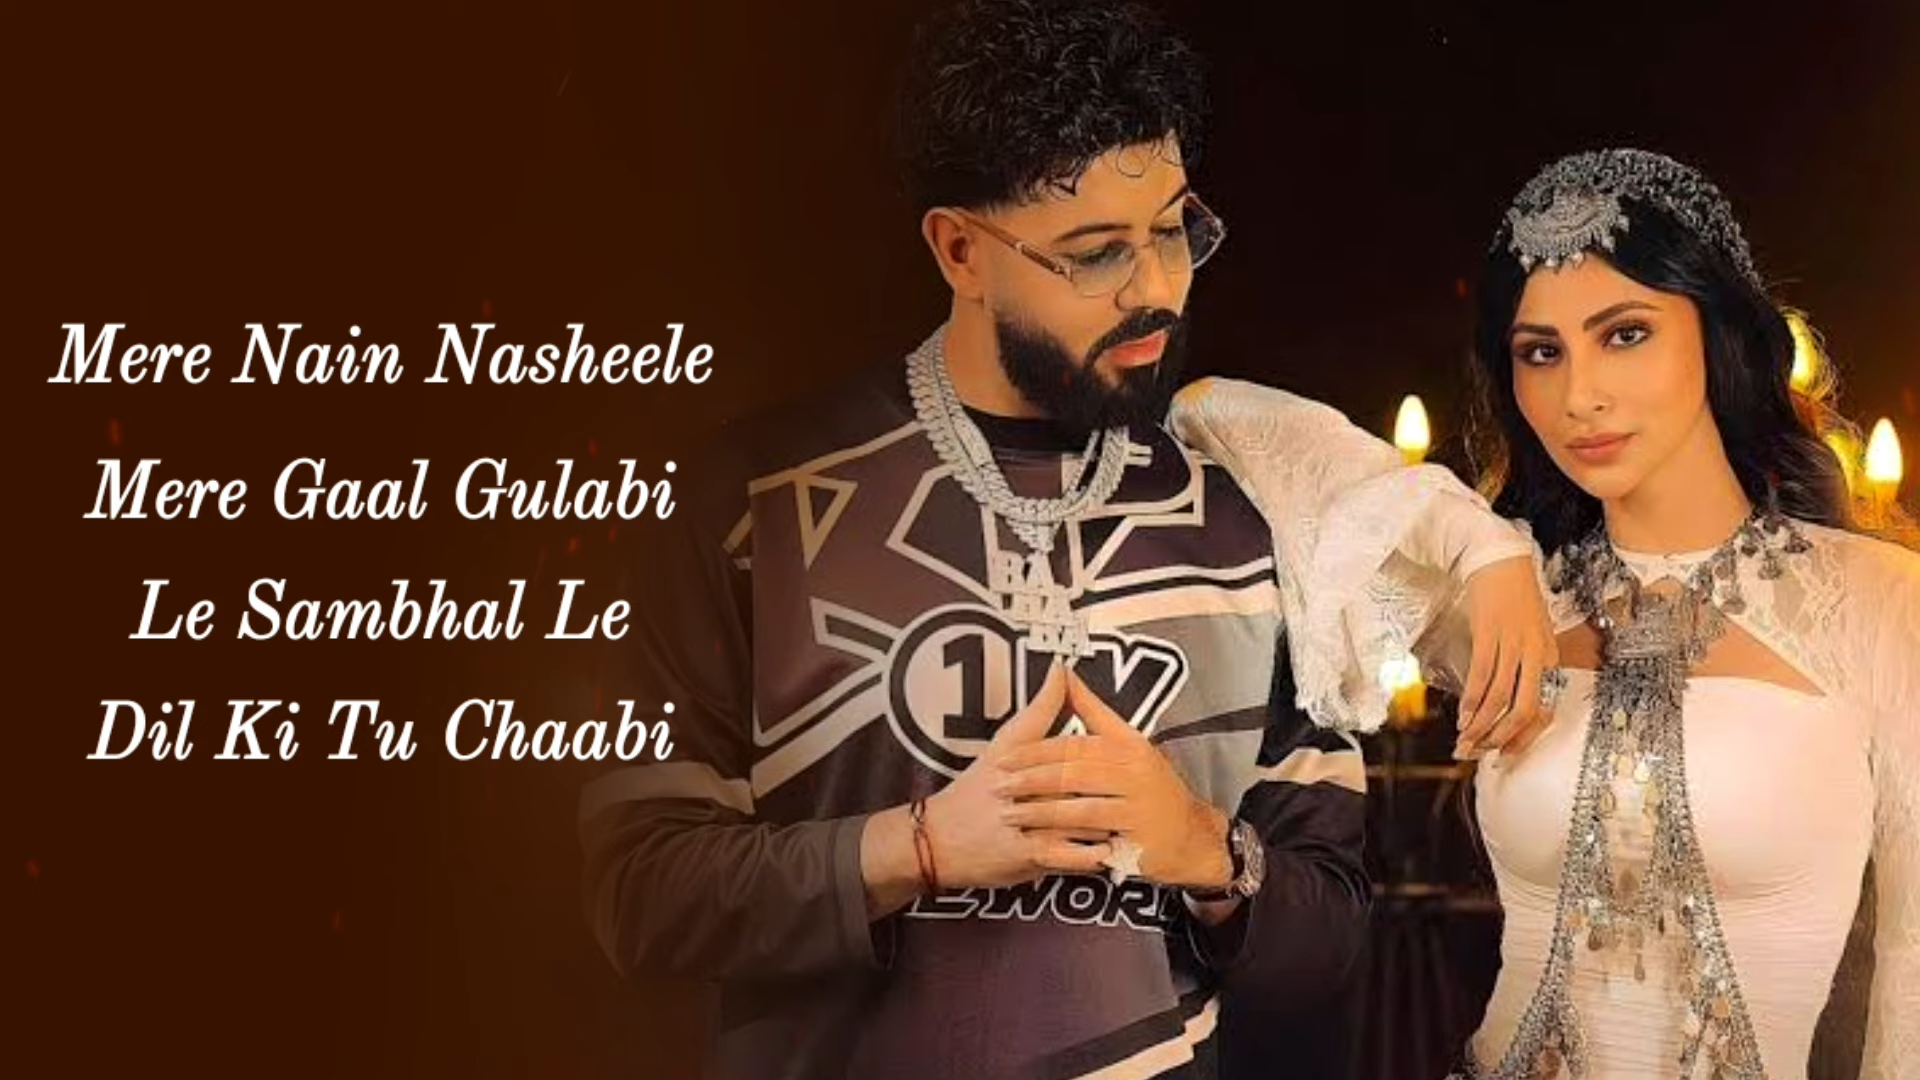 Mere Nain Nasheele
Mere Gaal Gulabi
Le Sambhal Le
Dil Ki Tu Chaabi